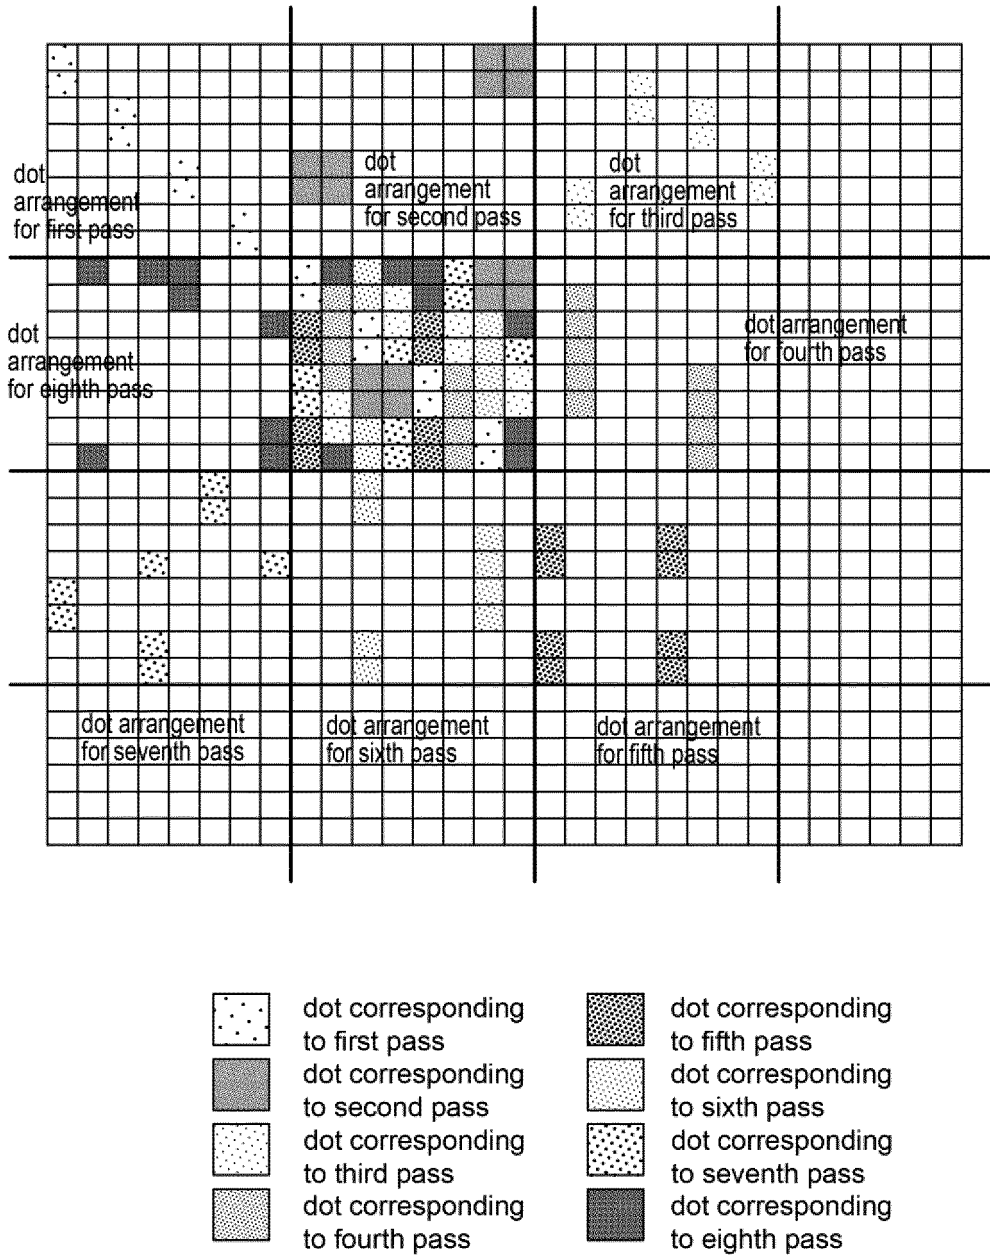 dot
arrangement
for first pass
dot
arrangement
for second pass
dot
arrangement
for third pass
dot
arrangement
for eighth pass
dot arrangement
for fourth pass
dot arrangement
for seventh pass
dot arrangement
for sixth pass
dot arrangement
for fifth pass
dot corresponding
to first pass
dot corresponding
to second pass
dot corresponding
to third pass
dot corresponding
to fourth pass
dot corresponding
to fifth pass
dot corresponding
to sixth pass
dot corresponding
to seventh pass
dot corresponding
to eighth pass